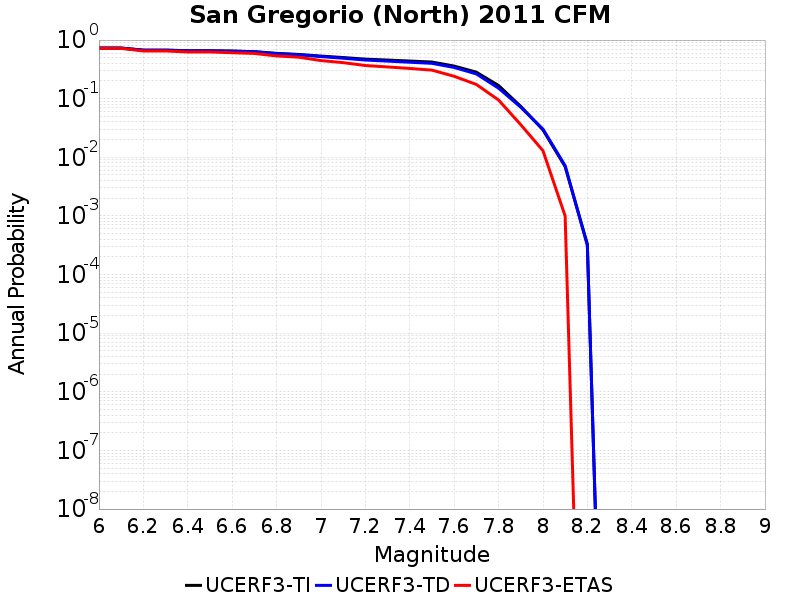 San Gregorio (North) 2011 CFM
10^0
10^-1
10^-2
10^-3
10^-4
10^-5
10^-6
10^-7
10^-8
Annual Probability
6 6.2 6.4 6.6 6.8 7 7.2 7.4 7.6 7.8 8 8.2 8.4 8.6 8.8 9
Magnitude
UCERF3-TI UCERF3-TD UCERF3-ETAS